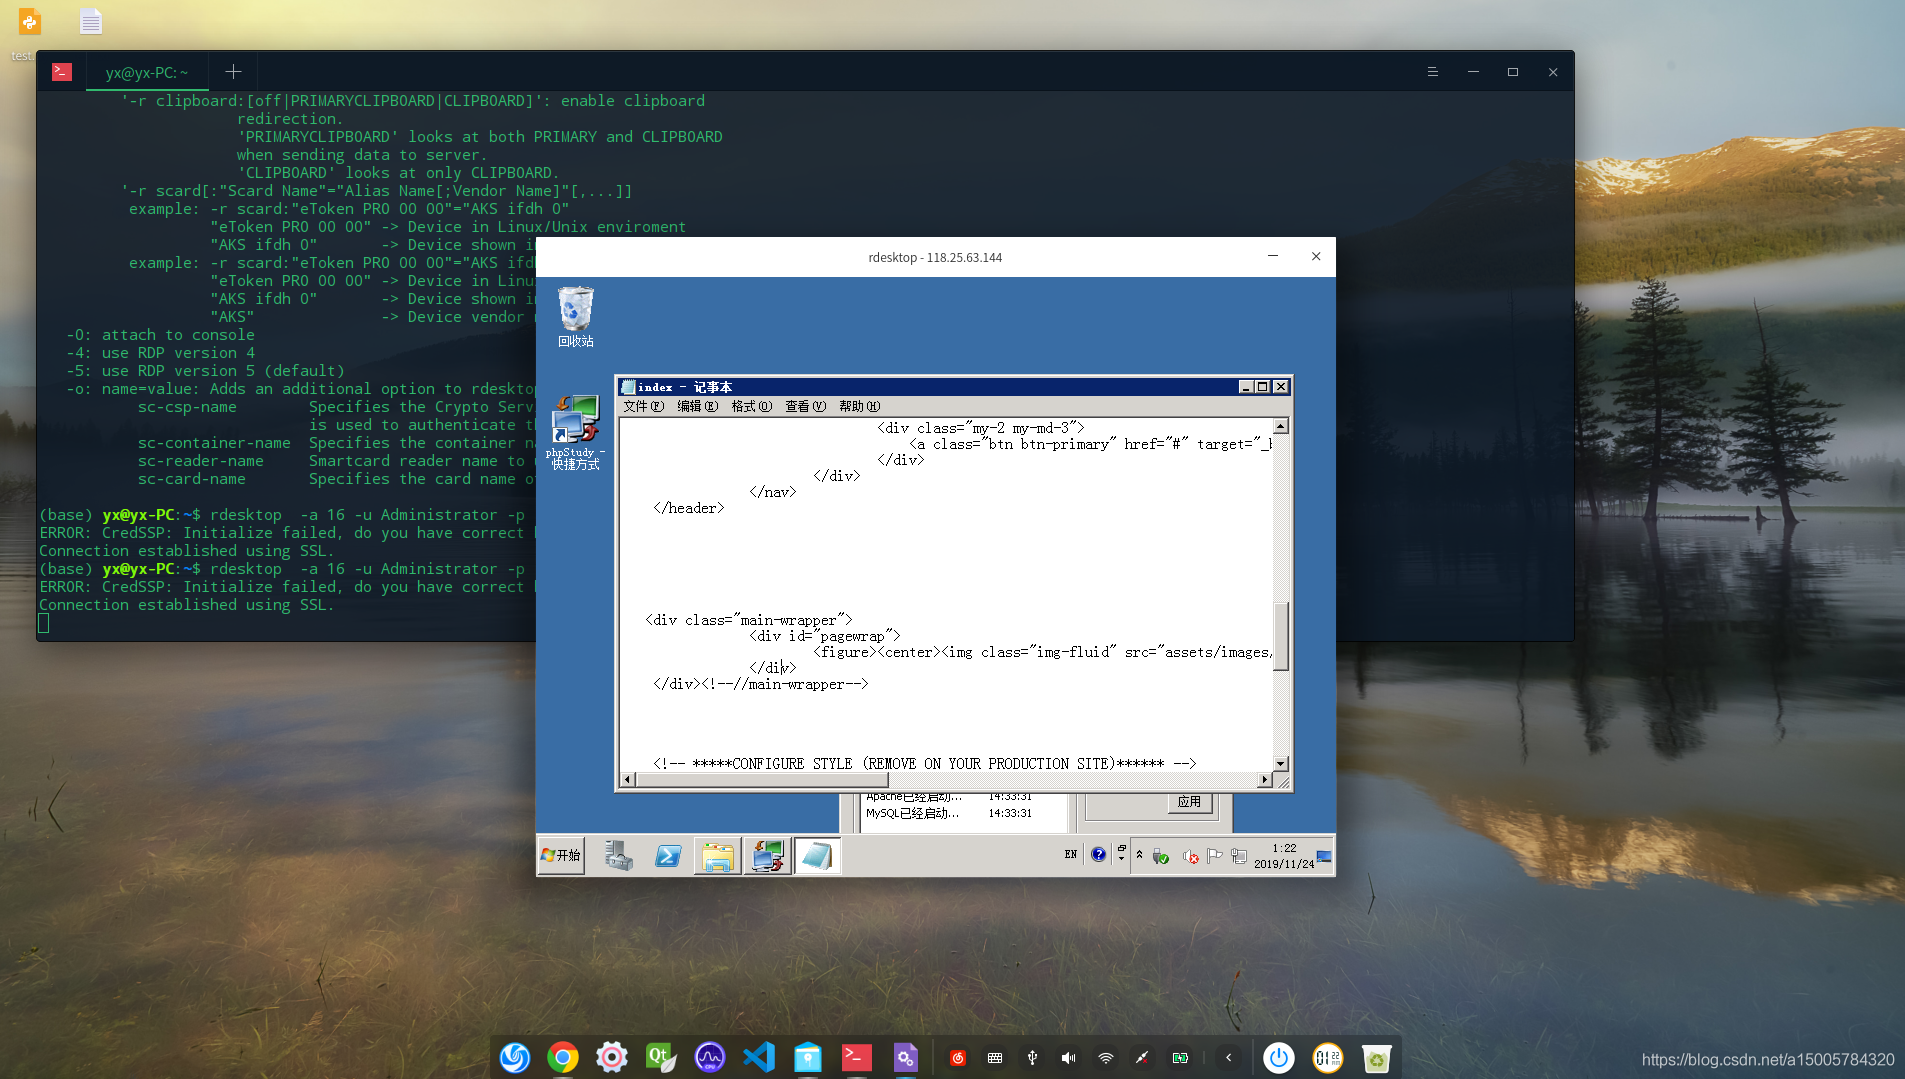 test.
yx@yx-PC: ~
'-r clipboard:[off|PRIMARYCLIPBOARD|CLIPBOARD]': enable clipboard
redirection.
'PRIMARYCLIPBOARD' looks at both PRIMARY and CLIPBOARD
when sending data to server.
'CLIPBOARD' looks at only CLIPBOARD.
'-r scard[:"Scard Name"="Alias Name[;Vendor Name]"[,...]]
example: -r scard:"eToken PRO 00 00"="AKS ifdh 0"
"eToken PRO 00 00" -> Device in Linux/Unix enviroment
"AKS ifdh 0" -> Device shown in
example: -r scard:"eToken PRO 00 00"="AKS ifd
"eToken PRO 00 00" -> Device in Linu
"AKS ifdh 0" -> Device shown in
"AKS" -> Device vendor
-0: attach to console
-4: use RDP version 4
-5: use RDP version 5 (default)
-o: name=value: Adds an additional option to rdesktop
sc-csp-name Specifies the Crypto Serv
is used to authenticate t
sc-container-name Specifies the container n
sc-reader-name Smartcard reader name to
sc-card-name Specifies the card name o
(base) yx@yx-PC:~$ rdesktop -a 16 -u Administrator -p
ERROR: CredSSP: Initialize failed, do you have correct
Connection established using SSL.
(base) yx@yx-PC:~$ rdesktop -a 16 -u Administrator -p
ERROR: CredSSP: Initialize failed, do you have correct
Connection established using SSL.
rdesktop - 118.25.63.144
回收站
phpStudy -
快捷方式
index - 记事本
文件(F) 编辑(E) 格式(O) 查看(V) 帮助(H)
<div class="my-2 my-md-3">
<a class="btn btn-primary" href="#" target="_b
</div>
</div>
</nav>
</header>
<div class="main-wrapper">
<div id="pagewrap">
<figure><center><img class="img-fluid" src="assets/images/
</div>
</div><!--//main-wrapper-->
<!-- *****CONFIGURE STYLE (REMOVE ON YOUR PRODUCTION SITE)****** -->
Apache已经启动... 14:33:31
MySQL已经启动... 14:33:31
应用
开始
EN
1:22
2019/11/24
Qt
CPU
01 22
https://blog.csdn.net/a15005784320